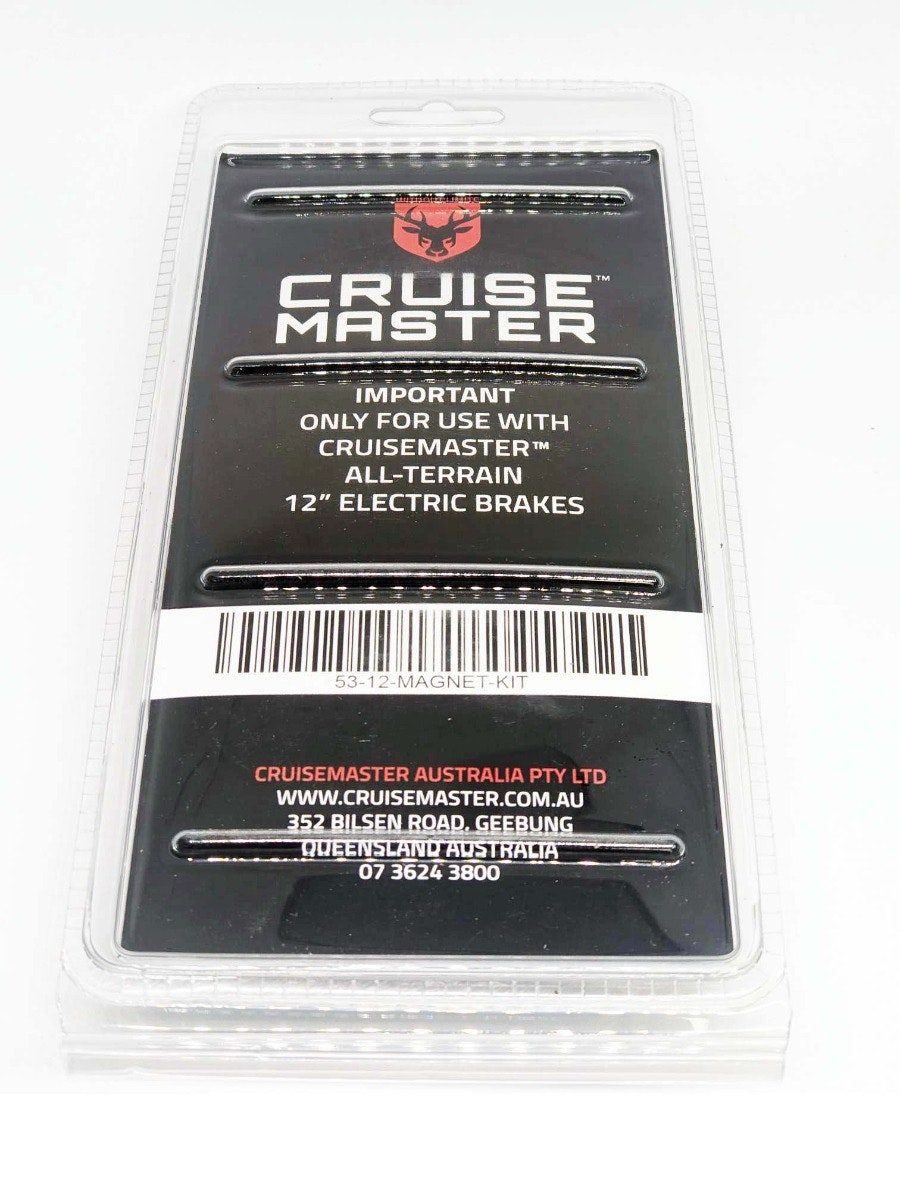 CRUISE™
MASTER
IMPORTANT
ONLY FOR USE WITH
CRUISEMASTER™
ALL-TERRAIN
12” ELECTRIC BRAKES
53-12-MAGNET-KIT
CRUISEMASTER AUSTRALIA PTY LTD
WWW.CRUISEMASTER.COM.AU
352 BILSEN ROAD, GEEBUNG
QUEENSLAND AUSTRALIA
07 3624 3800